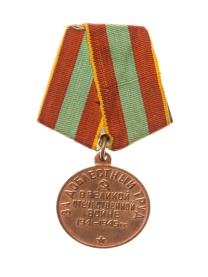 ЗА ДОБЛЕСТНЫЙ ТРУД
В ВЕЛИКОЙ
ОТЕЧЕСТВЕННОЙ
ВОЙНЕ
1941-1945 гг